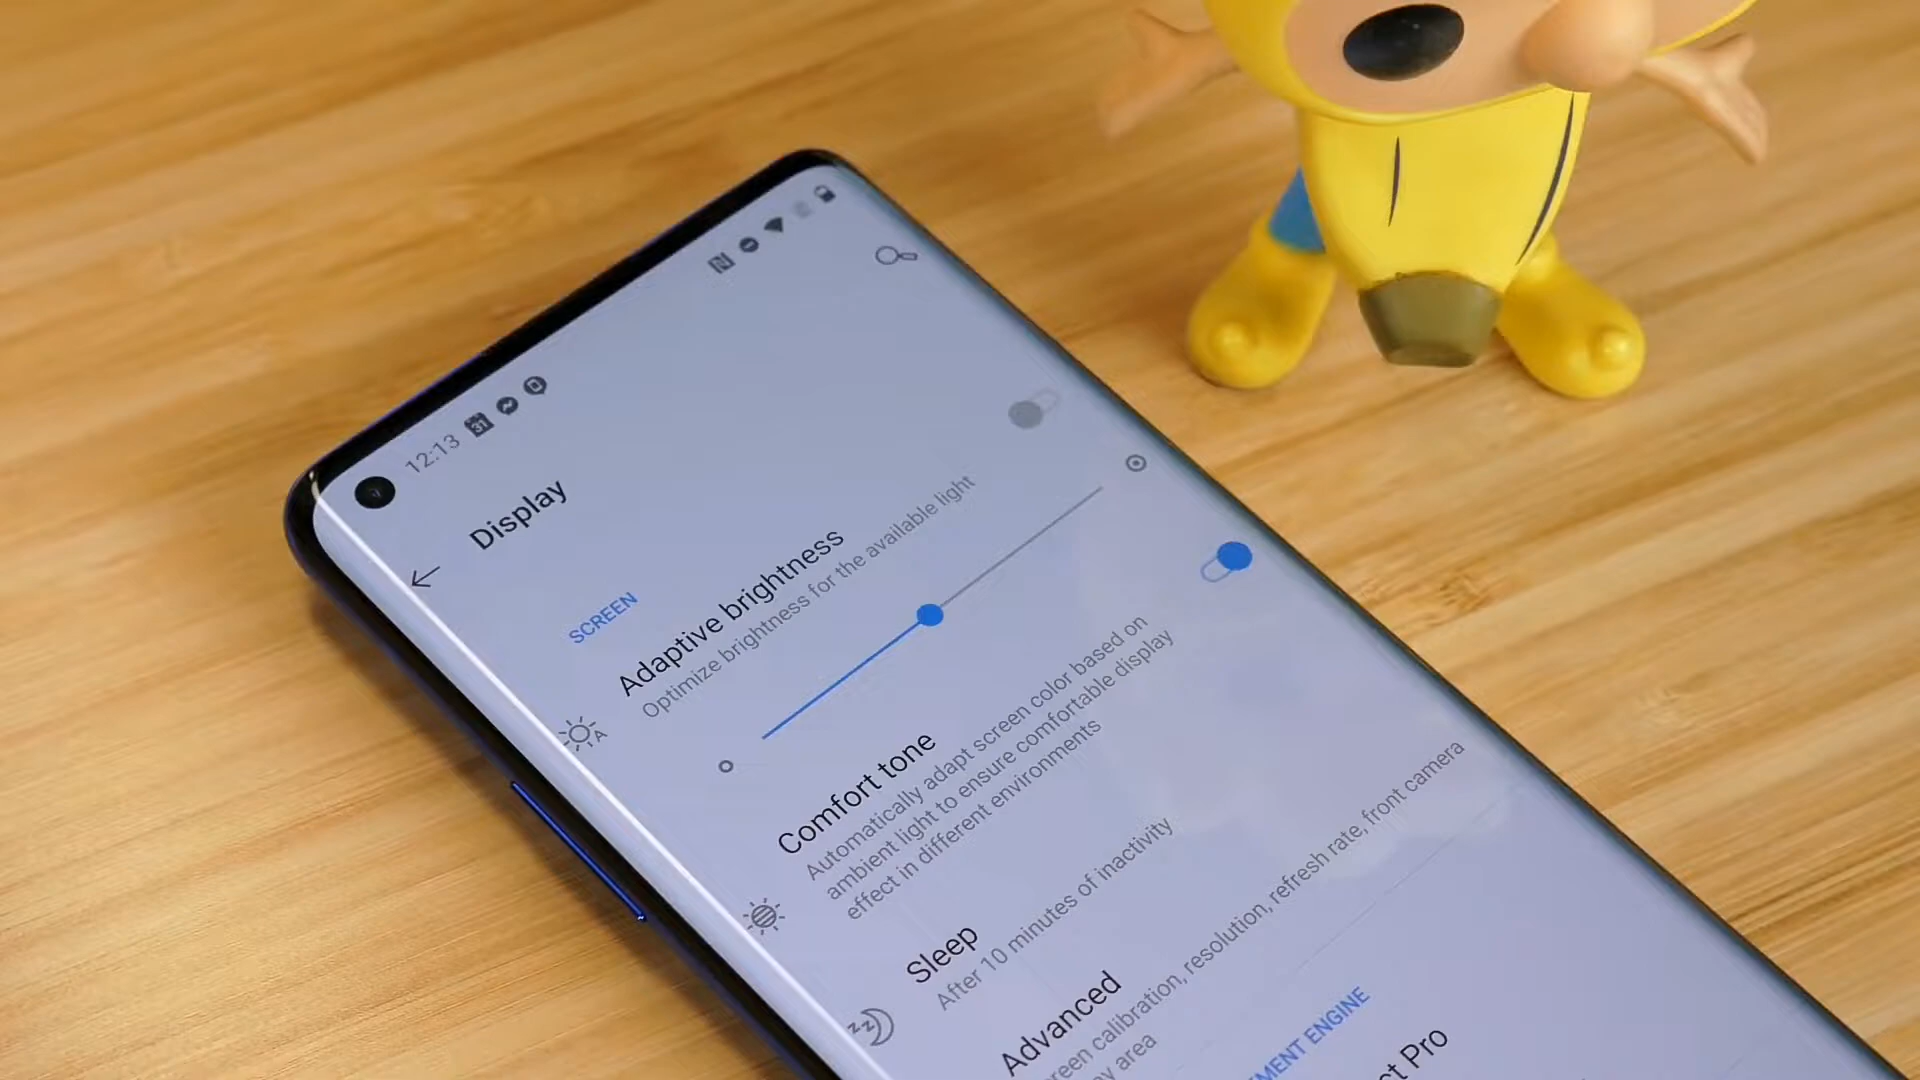 12:13
31
Display
SCREEN
Adaptive brightness
Optimize brightness for the available light
Comfort tone
Automatically adapt screen color based on
ambient light to ensure comfortable display
effect in different environments
Sleep
After 10 minutes of inactivity
Advanced
calibration, resolution, refresh rate, front camera
area
ENGINE
Pro